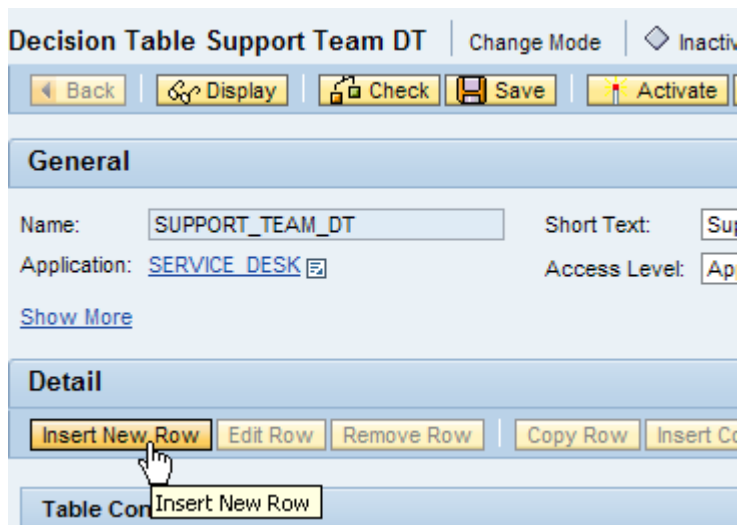 Decision Table Support Team DT Change Mode
Back Display Check Save Activate
General
Name: SUPPORT_TEAM_DT Short Text:
Application: SERVICE_DESK Access Level:
Show More
Detail
Insert New Row Edit Row Remove Row Copy Row Insert
Table
Insert New Row